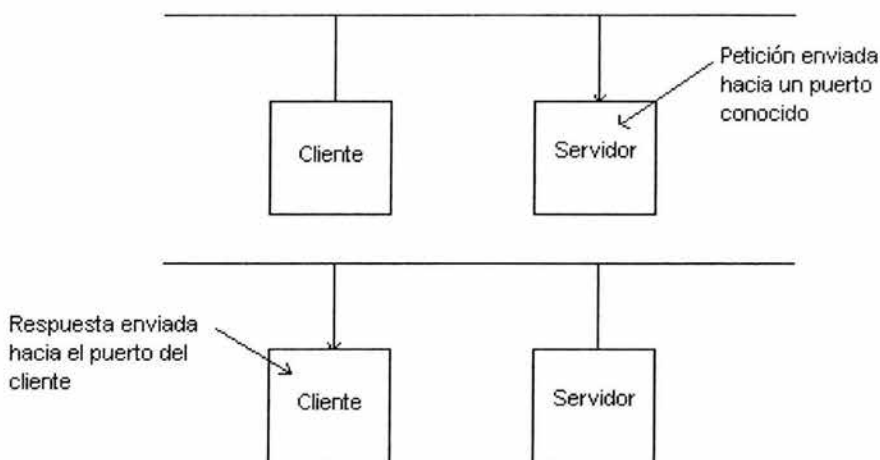 Petición enviada
hacia un puerto
conocido
Cliente
Servidor
Respuesta enviada
hacia el puerto del
cliente
Cliente
Servidor